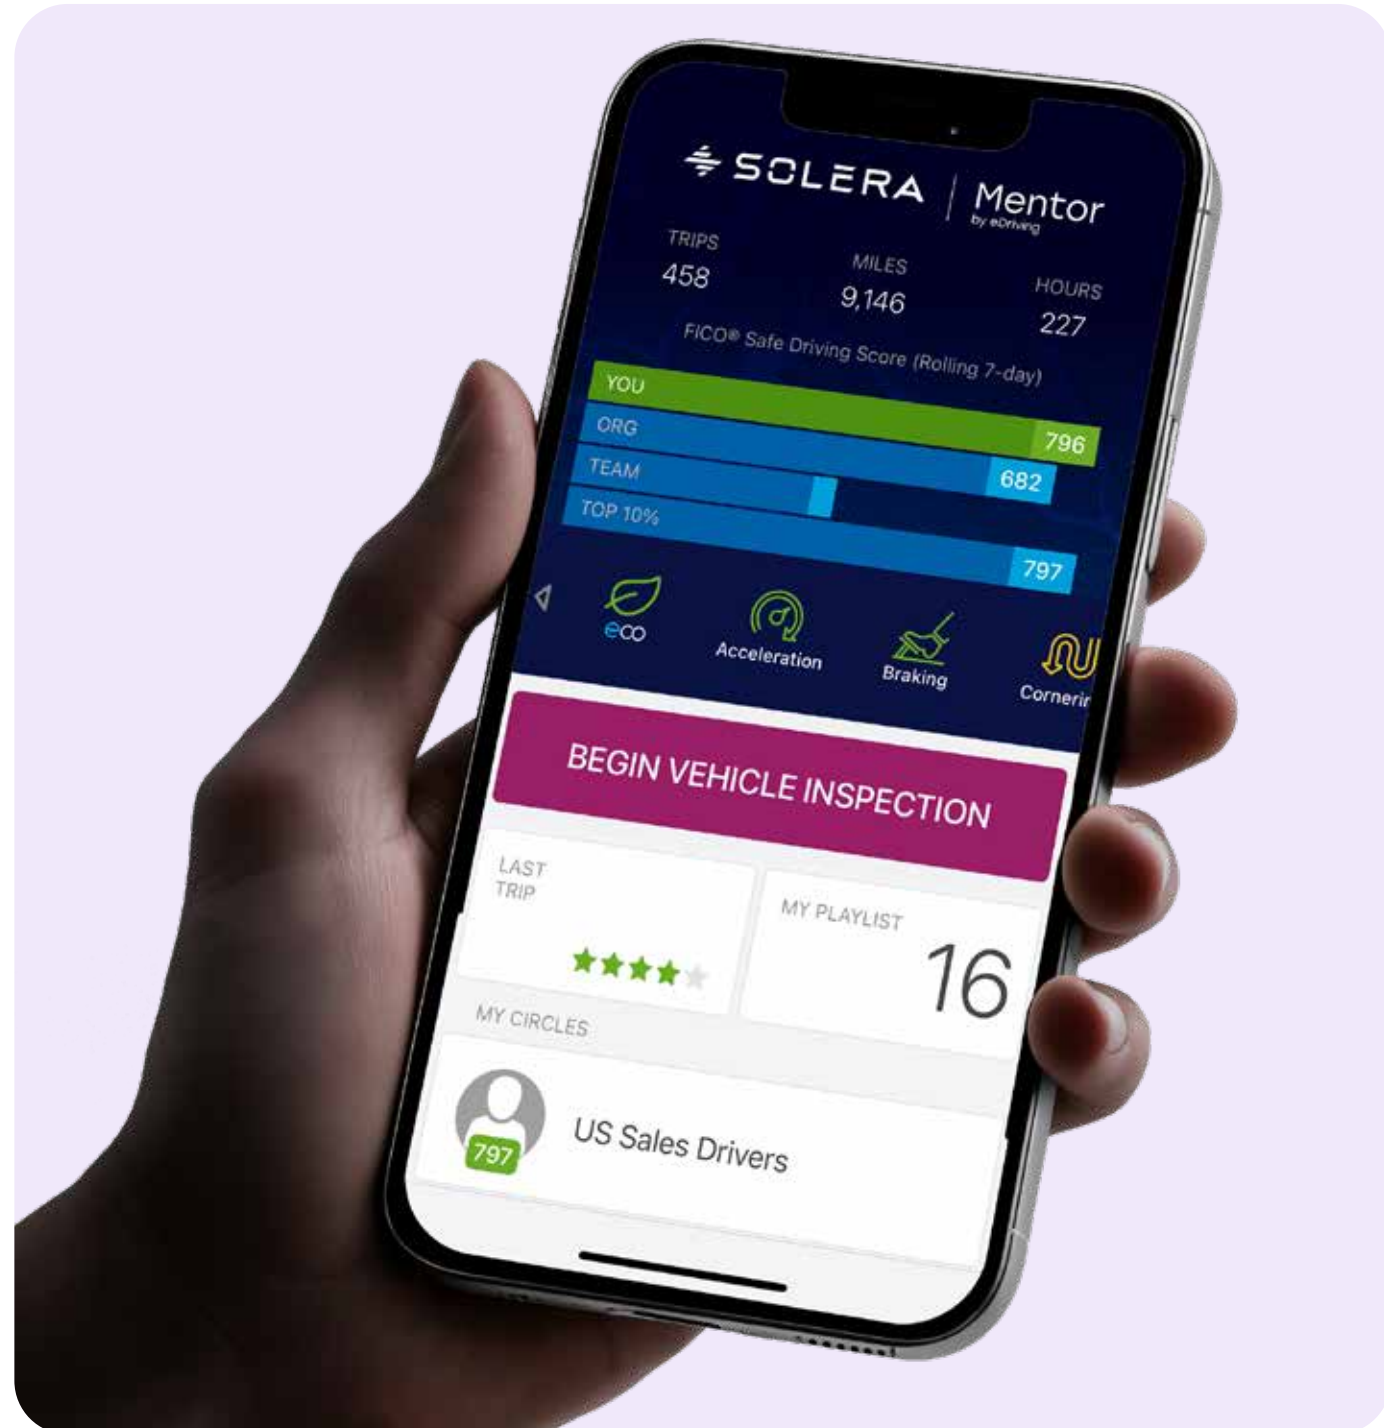 SOLERA | Mentor
by eDriving
TRIPS
458
MILES
9,146
HOURS
227
FICO® Safe Driving Score (Rolling 7-day)
YOU 796
ORG 682
TEAM
TOP 10% 797
eco
Acceleration
Braking
Cornerin
BEGIN VEHICLE INSPECTION
LAST
TRIP
MY PLAYLIST
16
MY CIRCLES
797
US Sales Drivers